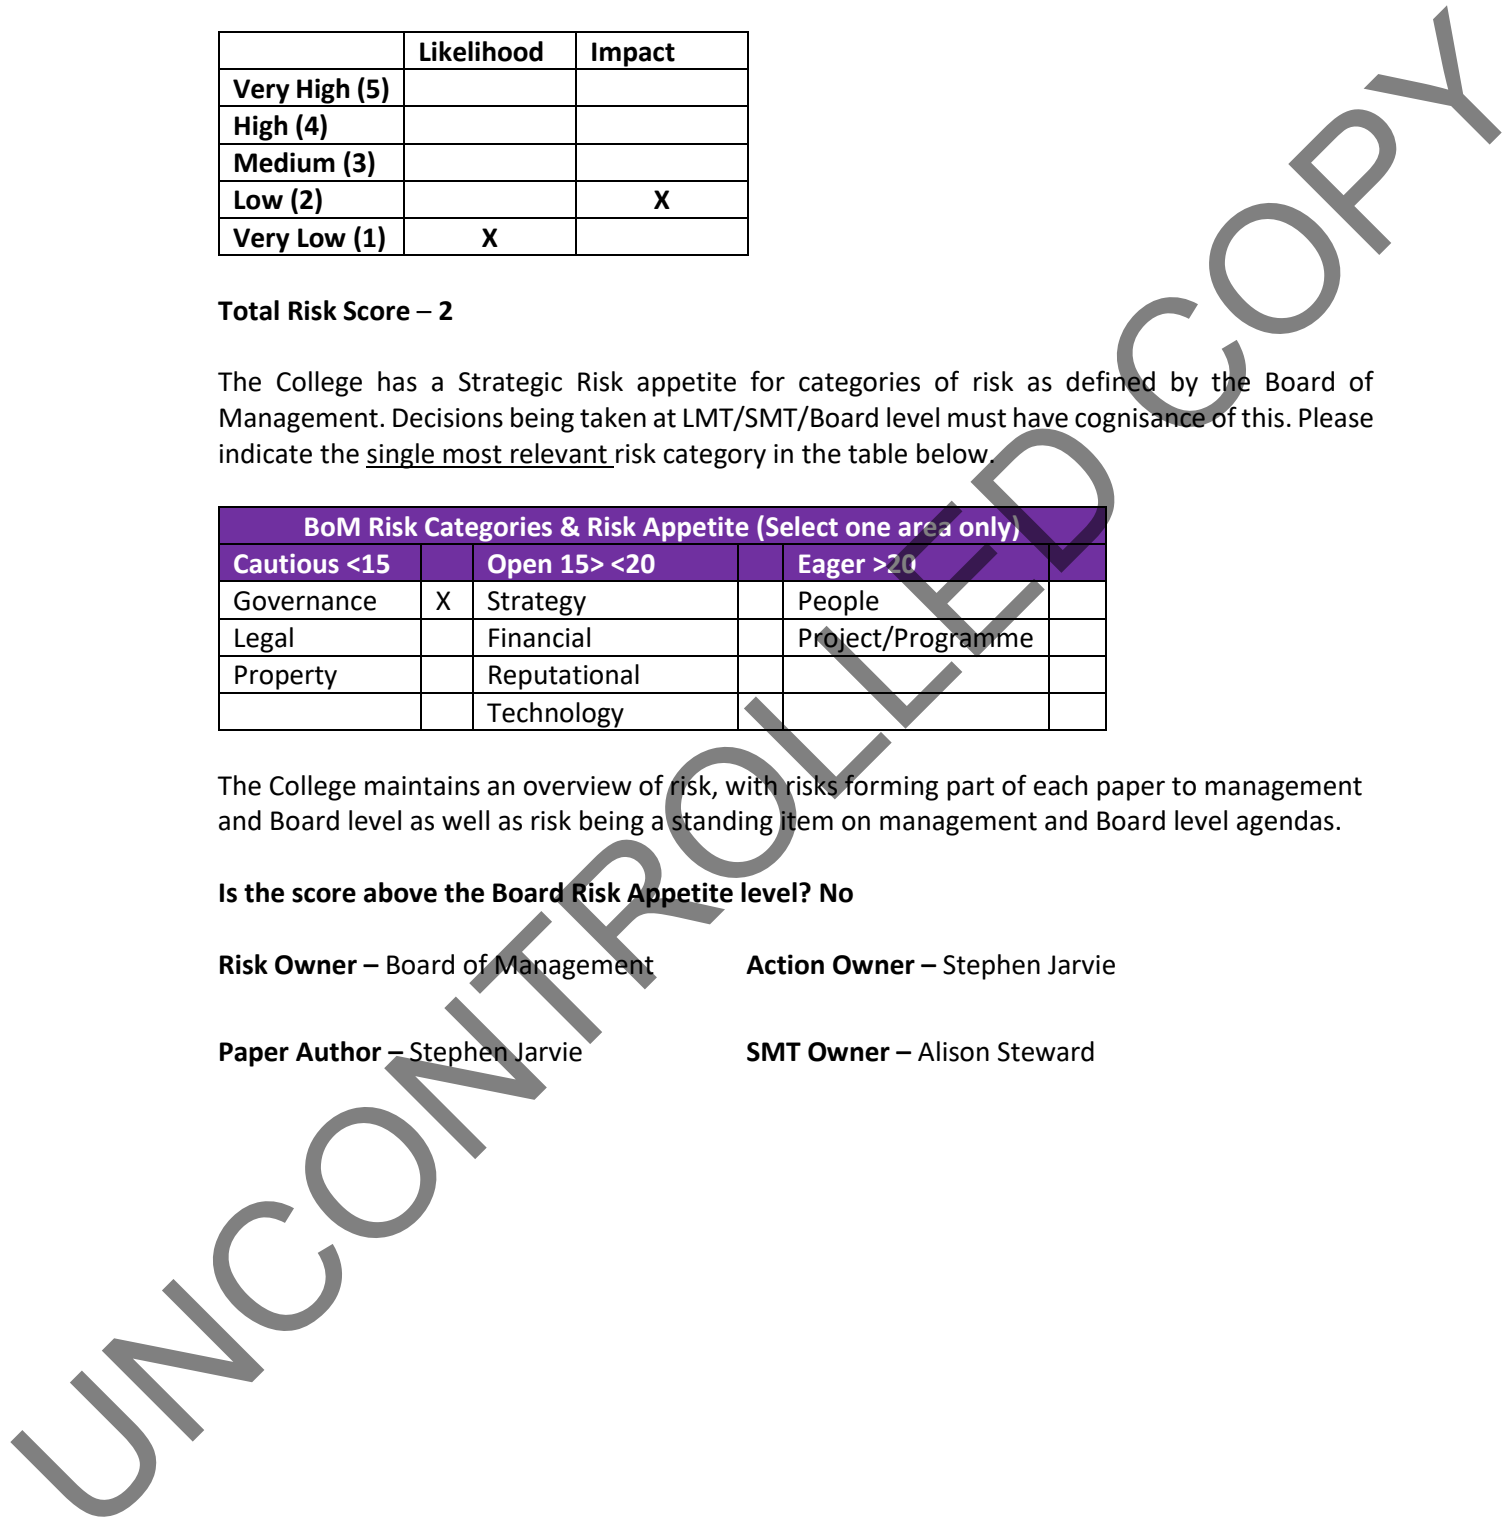 Likelihood Impact
Very High (5)
High (4)
Medium (3)
Low (2) X
Very Low (1) X
Total Risk Score – 2
The College has a Strategic Risk appetite for categories of risk as defined by the Board of
Management. Decisions being taken at LMT/SMT/Board level must have cognisance of this. Please
indicate the single most relevant risk category in the table below.
BoM Risk Categories & Risk Appetite (Select one area only)
Cautious <15 Open 15> <20 Eager >20
Governance X Strategy People
Legal Financial Project/Programme
Property Reputational
Technology
The College maintains an overview of risk, with risks forming part of each paper to management
and Board level as well as risk being a standing item on management and Board level agendas.
Is the score above the Board Risk Appetite level? No
Risk Owner – Board of Management Action Owner – Stephen Jarvie
Paper Author – Stephen Jarvie SMT Owner – Alison Steward
UNCONTROLLED COPY